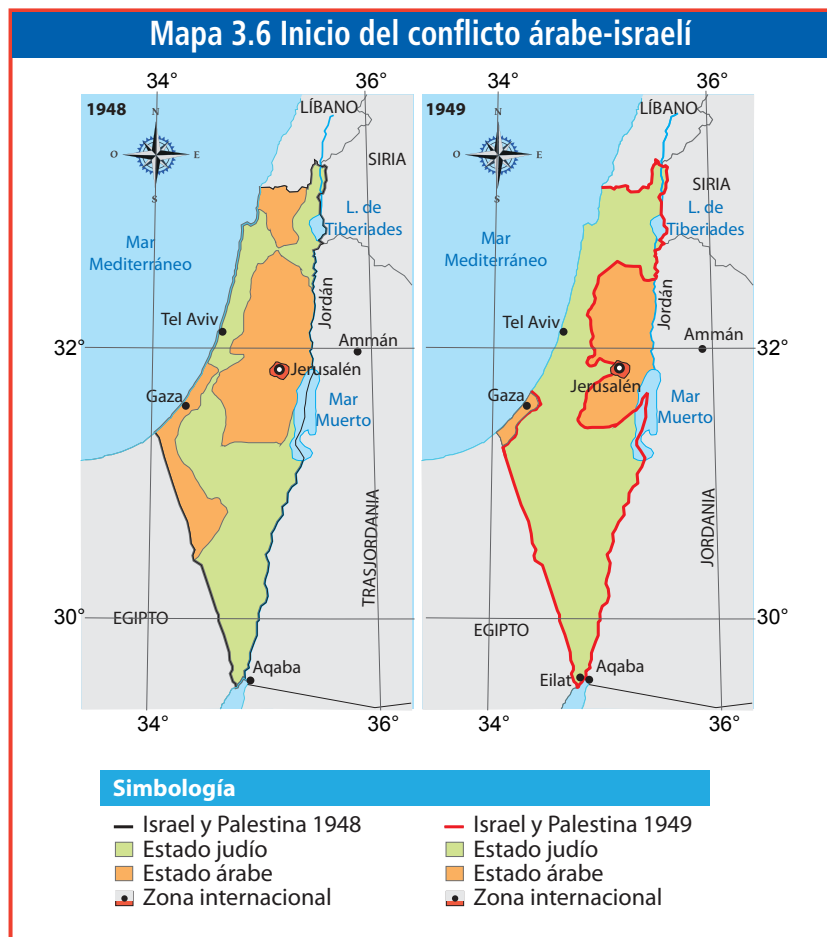 Mapa 3.6 Inicio del conflicto árabe-israelí
34°
36°
1948
N
O
E
S
LÍBANO
SIRIA
L. de
Tiberiades
Mar
Mediterráneo
Jordán
Tel Aviv
Ammán
32°
Jerusalén
Gaza
Mar
Muerto
TRASJORDANIA
EGIPTO
30°
Aqaba
34°
36°
34°
36°
1949
N
O
E
S
LÍBANO
SIRIA
L. de
Tiberiades
Mar
Mediterráneo
Jordán
Tel Aviv
Ammán
32°
Jerusalén
Gaza
Mar
Muerto
JORDANIA
30°
EGIPTO
Eilat
Aqaba
34°
36°
Simbología
Israel y Palestina 1948
Estado judío
Estado árabe
Zona internacional
Israel y Palestina 1949
Estado judío
Estado árabe
Zona internacional